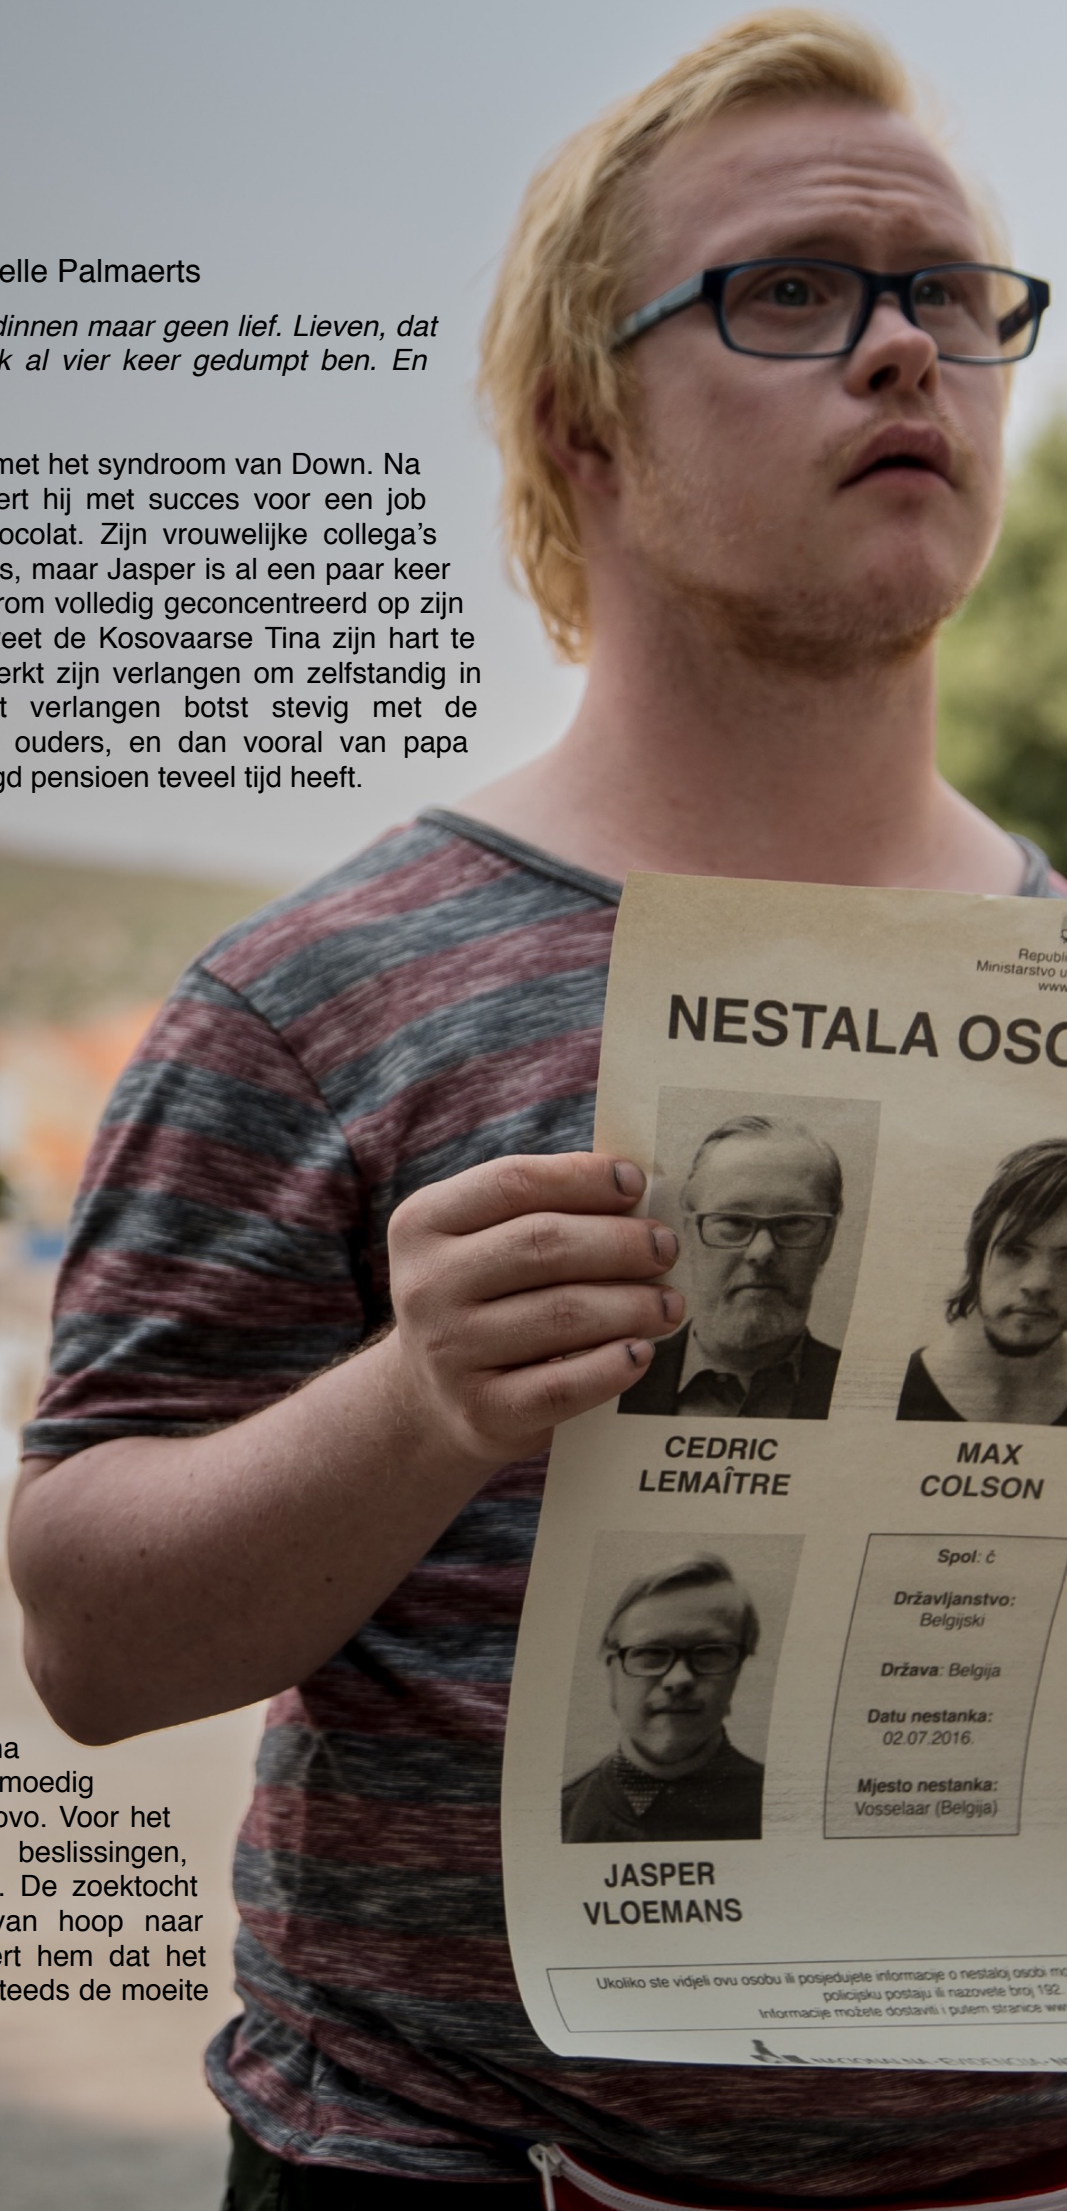 elle Palmaerts
dinnen maar geen lief. Lieven, dat
k al vier keer gedumpt ben. En
met het syndroom van Down. Na
ert hij met succes voor een job
ocolat. Zijn vrouwelijke collega's
s, maar Jasper is al een paar keer
rom volledig geconcentreerd op zijn
reet de Kosovaarse Tina zijn hart te
erkt zijn verlangen om zelfstandig in
t verlangen botst stevig met de
ouders, en dan vooral van papa
gd pensioen teveel tijd heeft.
Republi
Ministarstvo u
www
NESTALA OSO
CEDRIC
LEMAÎTRE
MAX
COLSON
Spol: č
Državljanstvo:
Belgijski
Država: Belgija
Datu nestanka:
02.07.2016.
Mjesto nestanka:
Vosselaar (Belgija)
JASPER
VLOEMANS
Ukoliko ste vidjeli ovu osobu ili posjedujete informacije o nestaloj osobi mo
policijsku postaju ili nazovete broj 192.
Informacije možete dostaviti i putem stranice www
NACIONALNA EVIDENCIJA N
na
moedig
ovo. Voor het
beslissingen,
. De zoektocht
van hoop naar
ert hem dat het
teeds de moeite